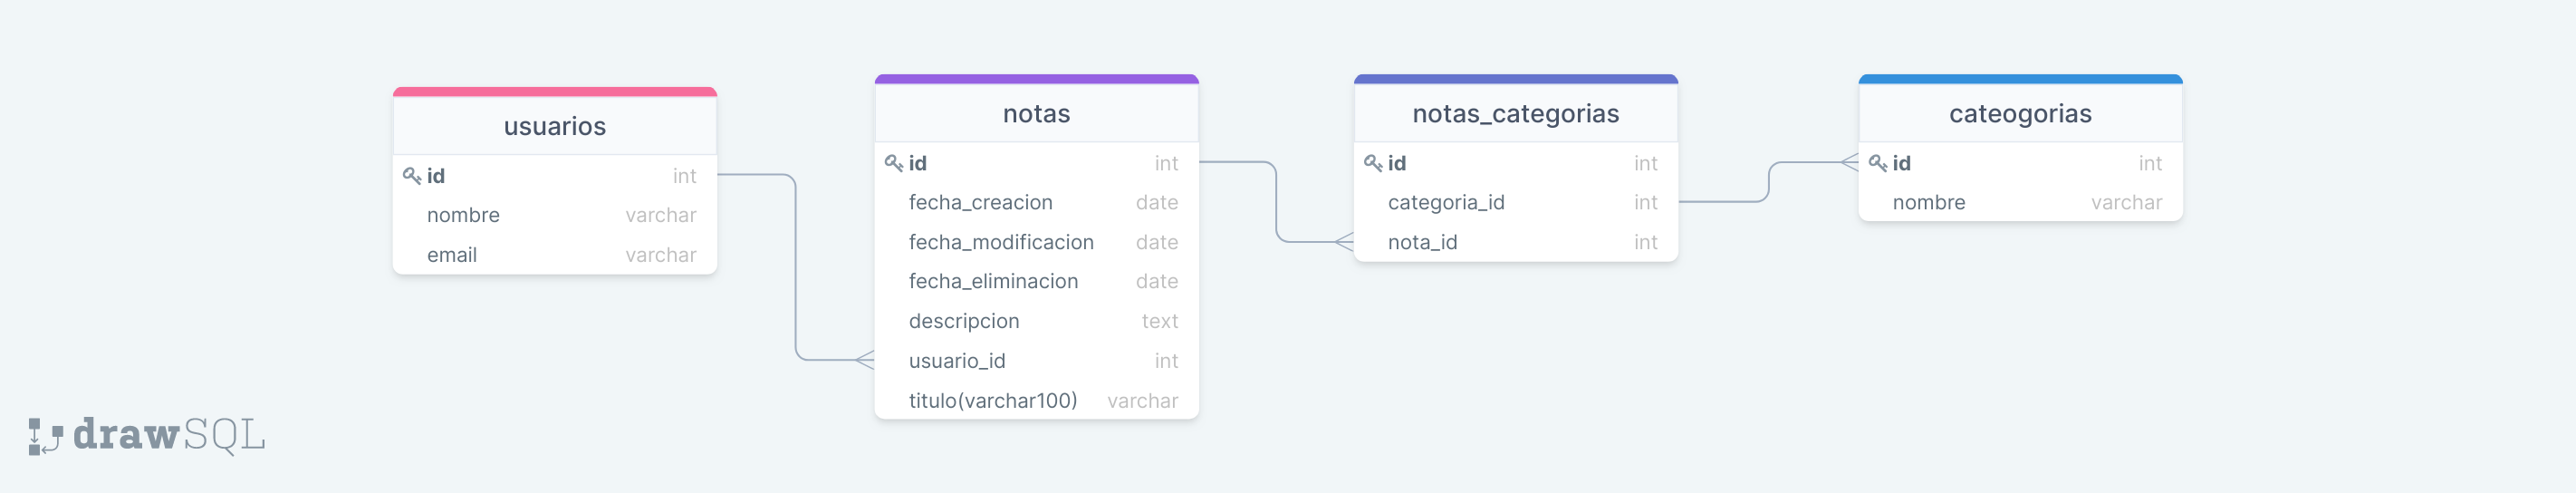 usuarios
id int
nombre varchar
email varchar
notas
id int
fecha_creacion date
fecha_modificacion date
fecha_eliminacion date
descripcion text
usuario_id int
titulo(varchar100) varchar
notas_categorias
id int
categoria_id int
nota_id int
cateogorias
id int
nombre varchar
drawSQL